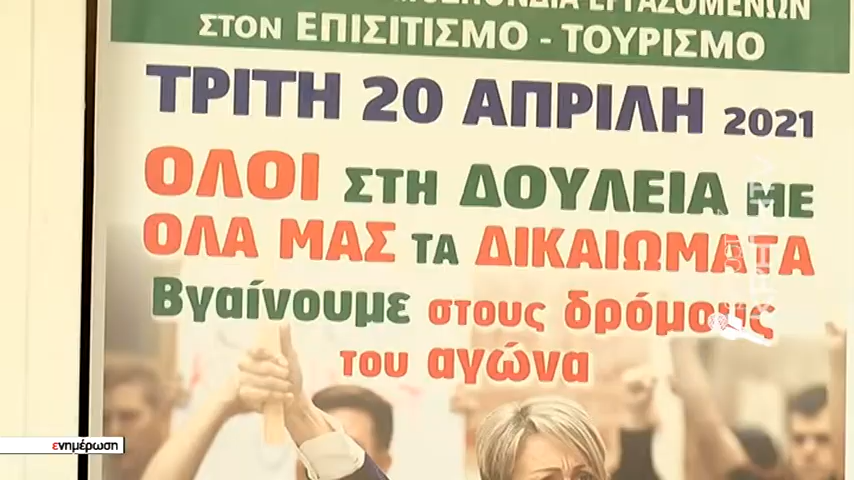 ΕΡΓΑΖΟΜΕΝΩΝ
ΣΤΟΝ ΕΠΙΣΙΤΙΣΜΟ - ΤΟΥΡΙΣΜΟ
ΤΡΙΤΗ 20 ΑΠΡΙΛΗ 2021
ΟΛΟΙ ΣΤΗ ΔΟΥΛΕΙΑ ΜΕ
ΟΛΑ ΜΑΣ ΤΑ ΔΙΚΑΙΩΜΑΤΑ
Βγαίνουμε στους δρόμους
του αγώνα
ενημέρωση